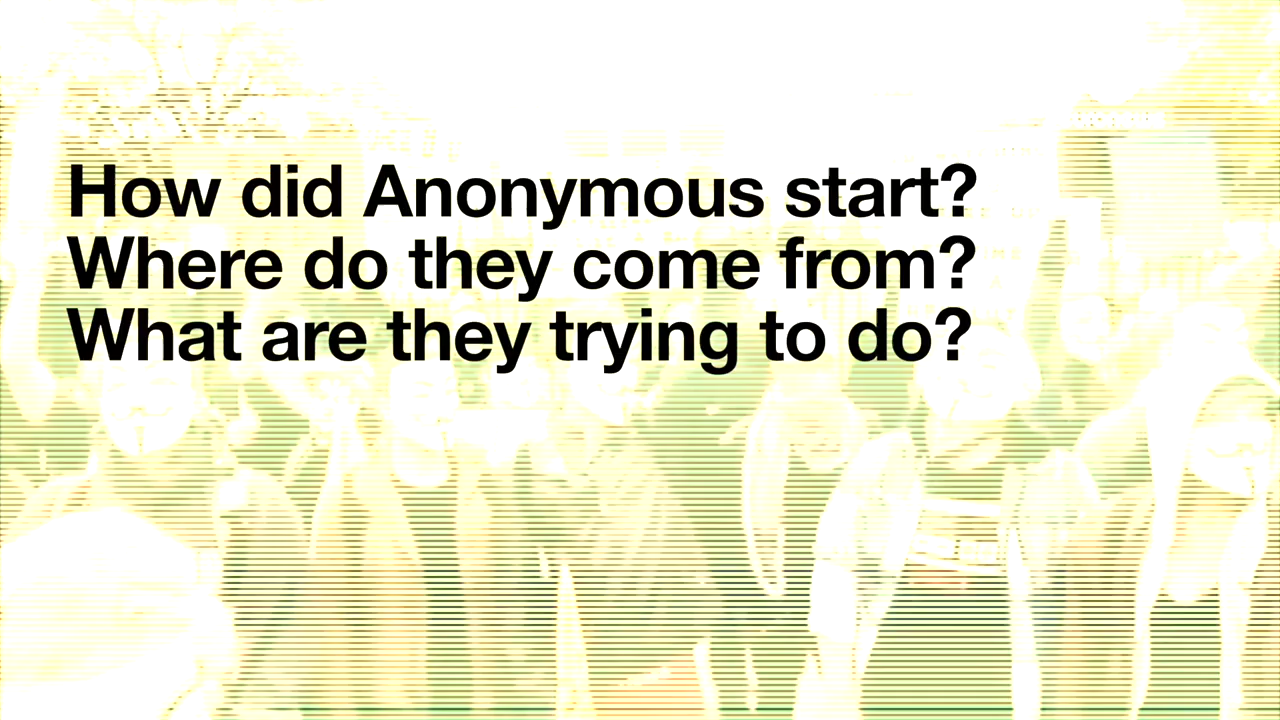 How did Anonymous start?
Where do they come from?
What are they trying to do?